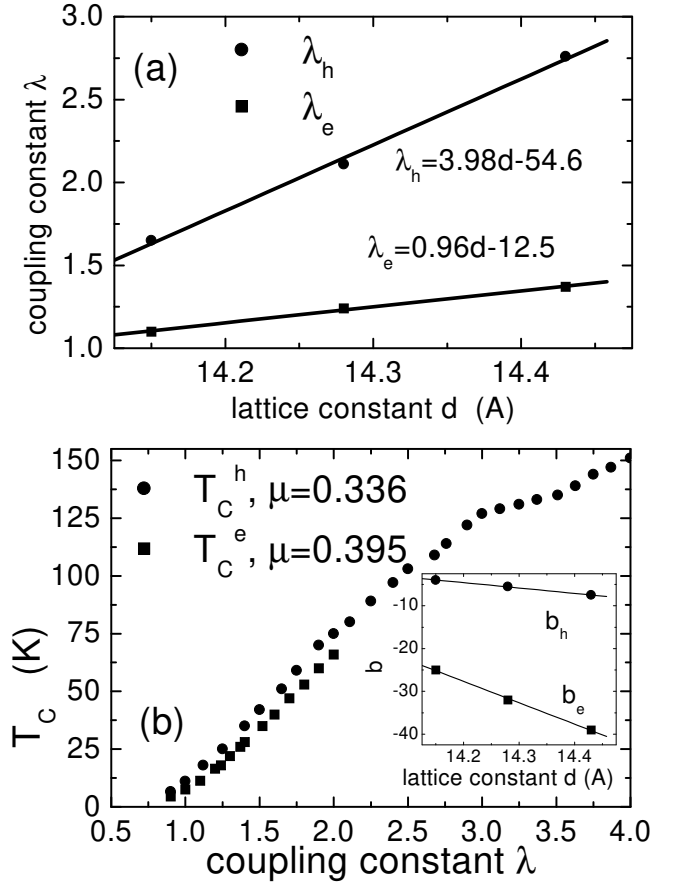 3.0
2.5
2.0
1.5
1.0
coupling constant λ
(a)
λh
λe
λh=3.98d-54.6
λe=0.96d-12.5
14.2 14.3 14.4
lattice constant d (A)
150
125
100
75
50
25
0
T_C (K)
T_C^h, μ=0.336
T_C^e, μ=0.395
(b)
-10
-20
-30
-40
b
b_h
b_e
14.2 14.3 14.4
lattice constant d (A)
0.5 1.0 1.5 2.0 2.5 3.0 3.5 4.0
coupling constant λ